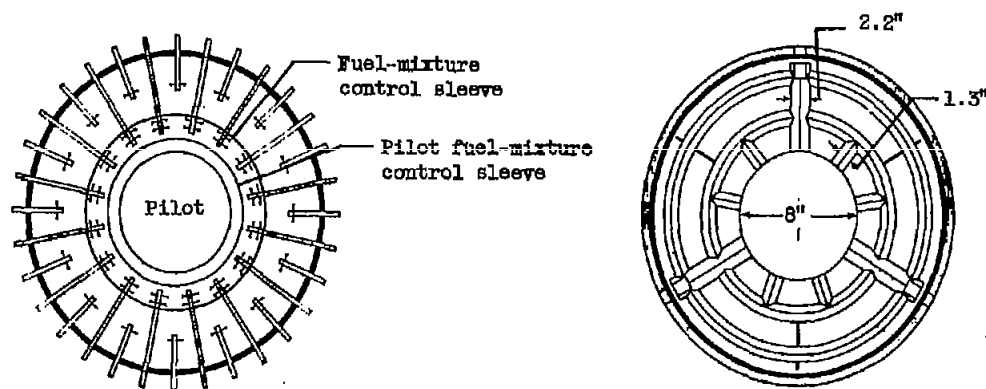 Fuel-mixture
control sleeve
Pilot fuel-mixture
control sleeve
Pilot
2.2"
1.3"
8"